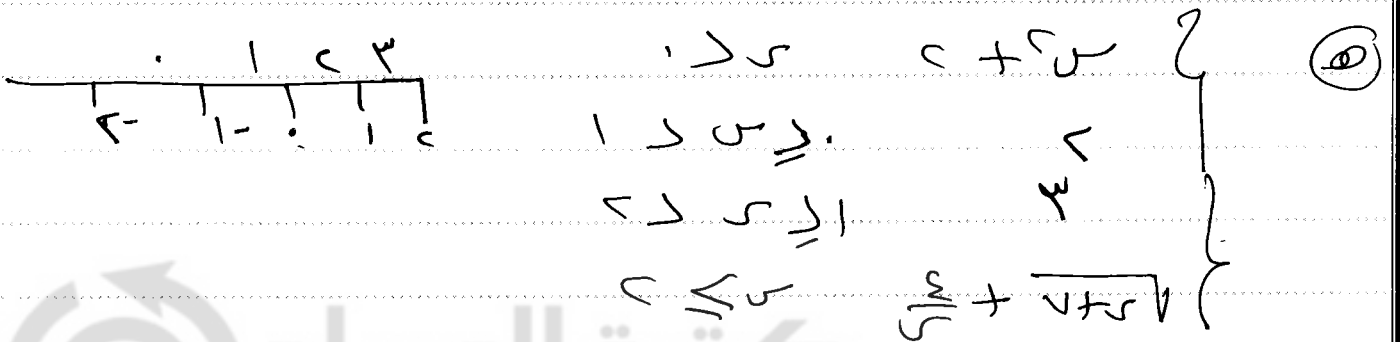 ٥ س٢ + ٢ س < ٠
٢ ٠ ≤ س < ١
٣ ١ ≤ س < ٢
√س+٧ + ٤/س س ≥ ٢
٠ ١ ٢ ٣
-٢ -١ ٠ ١ ٢